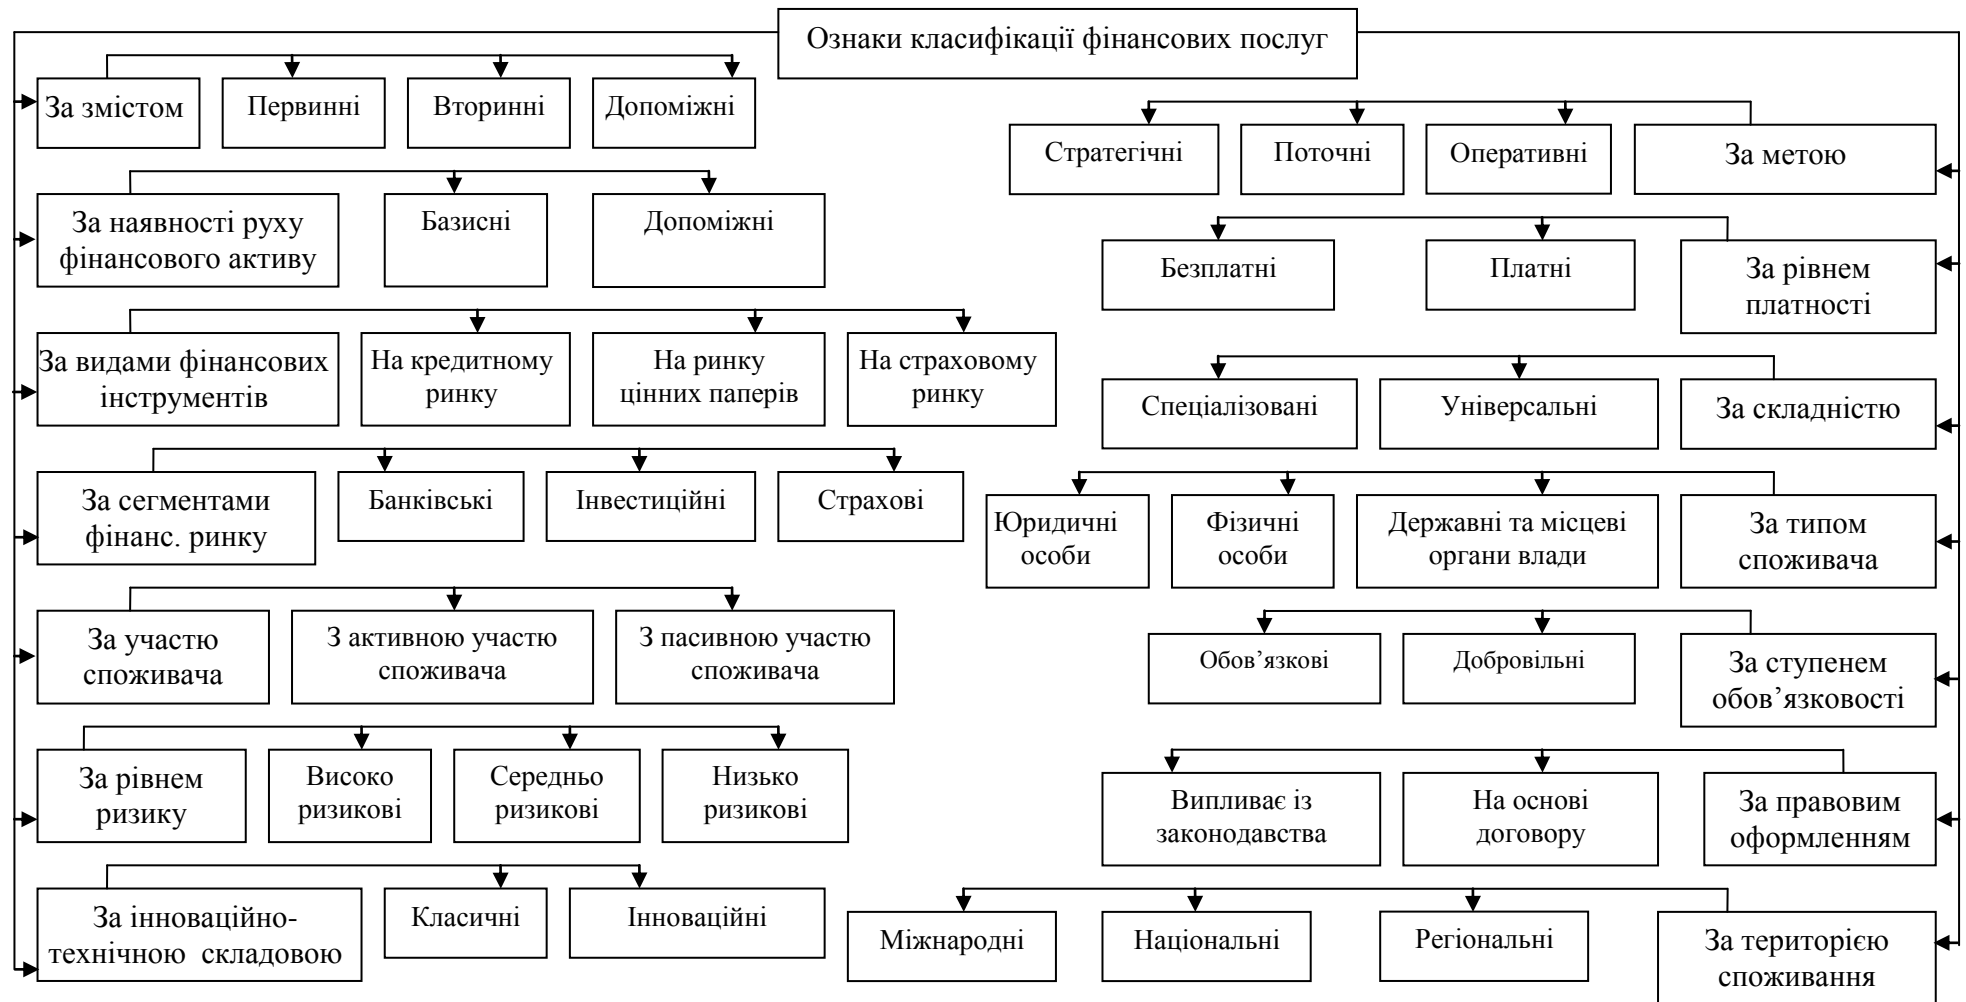 Ознаки класифікації фінансових послуг
За змістом
Первинні
Вторинні
Допоміжні
За наявності руху
фінансового активу
Базисні
Допоміжні
За видами фінансових
інструментів
На кредитному
ринку
На ринку
цінних паперів
На страховому
ринку
За сегментами
фінанс. ринку
Банківські
Інвестиційні
Страхові
За участю
споживача
З активною участю
споживача
З пасивною участю
споживача
За рівнем
ризику
Високо
ризикові
Середньо
ризикові
Низько
ризикові
За інноваційно-
технічною складовою
Класичні
Інноваційні
Стратегічні
Поточні
Оперативні
За метою
Безплатні
Платні
За рівнем
платності
Спеціалізовані
Універсальні
За складністю
Юридичні
особи
Фізичні
особи
Державні та місцеві
органи влади
За типом
споживача
Обов’язкові
Добровільні
За ступенем
обов’язковості
Випливає із
законодавства
На основі
договору
За правовим
оформленням
Міжнародні
Національні
Регіональні
За територією
споживання